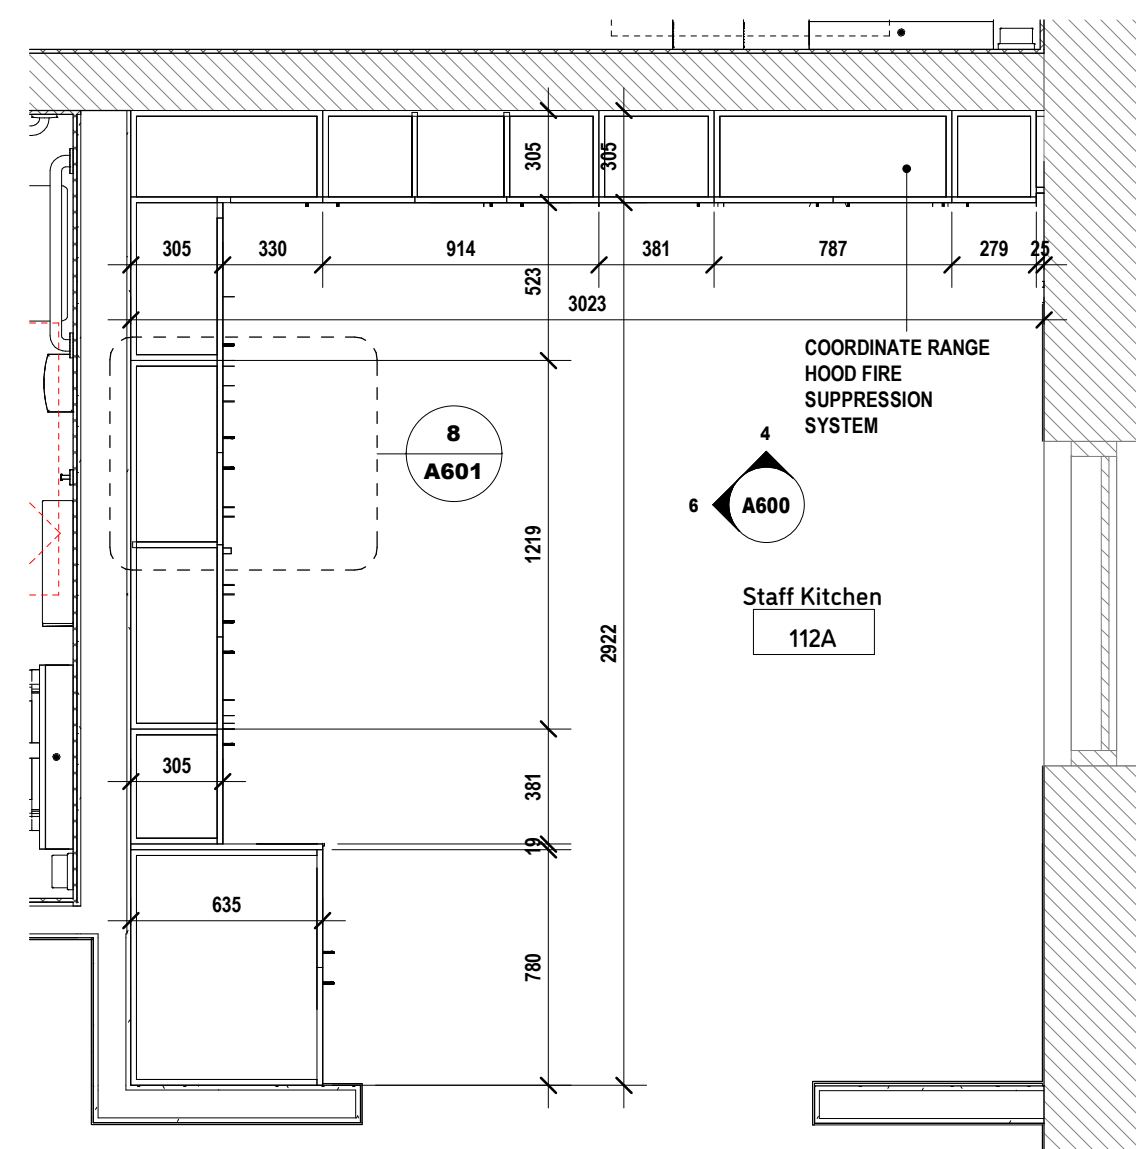 305
305
305
330
914
381
787
279
25
523
3023
COORDINATE RANGE
HOOD FIRE
SUPPRESSION
SYSTEM
8
A601
4
6
A600
1219
Staff Kitchen
112A
2922
305
381
19
635
780